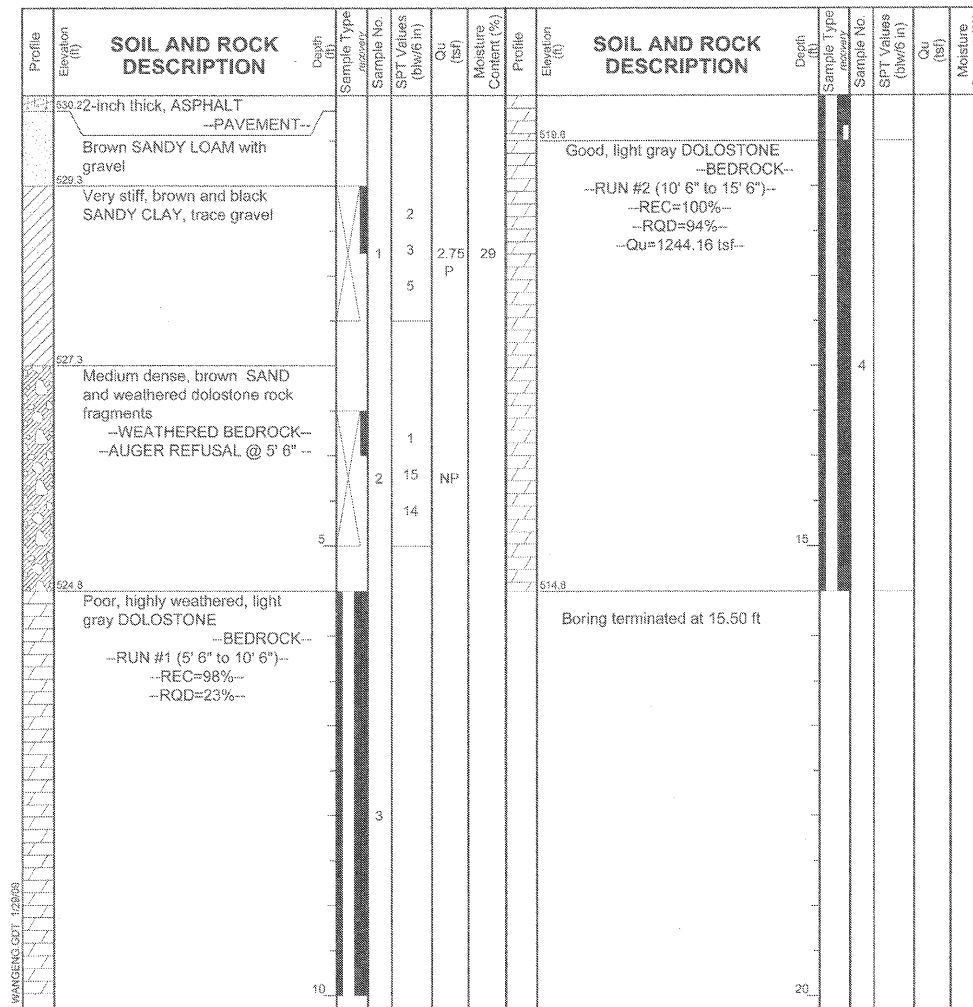 Profile
Elevation (ft)
SOIL AND ROCK DESCRIPTION
Depth (ft)
Sample Type recovery
Sample No.
SPT Values (blw/6 in)
Qu (tsf)
Moisture Content (%)
Profile
Elevation (ft)
SOIL AND ROCK DESCRIPTION
Depth (ft)
Sample Type recovery
Sample No.
SPT Values (blw/6 in)
Qu (tsf)
Moisture
530.2 2-inch thick, ASPHALT
--PAVEMENT--
Brown SANDY LOAM with
gravel
529.3
Very stiff, brown and black
SANDY CLAY, trace gravel
2
3
5
1
2.75
P
29
527.3
Medium dense, brown SAND
and weathered dolostone rock
fragments
--WEATHERED BEDROCK--
--AUGER REFUSAL @ 5' 6" --
1
15
14
2
NP
5
524.8
Poor, highly weathered, light
gray DOLOSTONE
--BEDROCK--
--RUN #1 (5' 6" to 10' 6")--
--REC=98%--
--RQD=23%--
3
10
519.8
Good, light gray DOLOSTONE
--BEDROCK--
--RUN #2 (10' 6" to 15' 6")--
--REC=100%--
--RQD=94%--
--Qu=1244.16 tsf--
4
15
514.8
Boring terminated at 15.50 ft
20
WANGENG.GDT 1/29/09